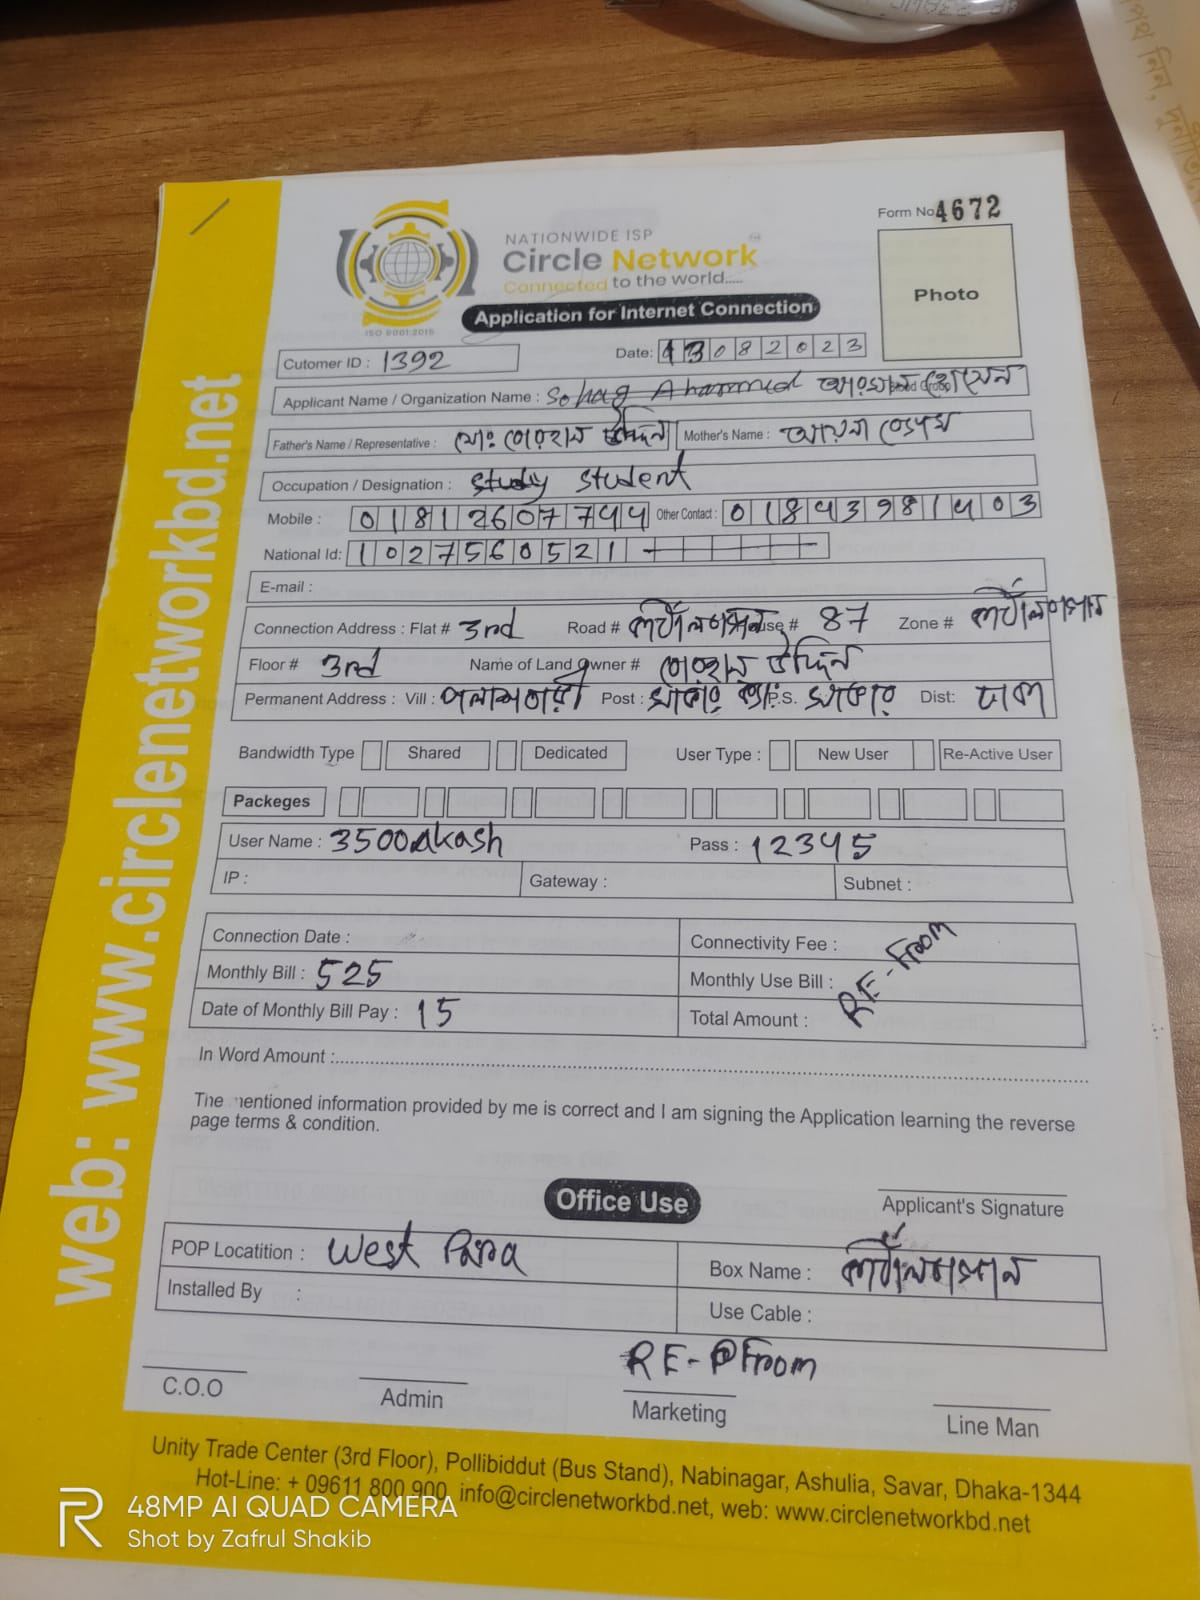 Form No 4672
NATIONWIDE ISP
Circle Network
Connected to the world.....
ISO 9001:2015
Application for Internet Connection
Photo
Cutomer ID : 1392
Date: 13082023
Applicant Name / Organization Name : Sohag Ahammed হোসেন
Father's Name / Representative : মোঃ উদ্দিন Mother's Name :
Occupation / Designation : study student
Mobile : 01812607744 Other Contact : 01843981403
National Id: 1027560521
E-mail :
Connection Address : Flat # 3rd Road # House # 87 Zone #
Floor # 3rd Name of Land Owner # উদ্দিন
Permanent Address : Vill : Post : P.S. Dist: ঢাকা
Bandwidth Type Shared Dedicated User Type : New User Re-Active User
Packeges
User Name : 3500akash Pass : 12345
IP : Gateway : Subnet :
Connection Date : Connectivity Fee :
Monthly Bill : 525 Monthly Use Bill :
RE-From
Date of Monthly Bill Pay : 15 Total Amount :
In Word Amount :
The mentioned information provided by me is correct and I am signing the Application learning the reverse
page terms & condition.
Office Use
Applicant's Signature
POP Locatition : West Para Box Name :
Installed By : Use Cable :
RE-From
C.O.O Admin Marketing Line Man
Unity Trade Center (3rd Floor), Pollibiddut (Bus Stand), Nabinagar, Ashulia, Savar, Dhaka-1344
Hot-Line: + 09611 800 900, info@circlenetworkbd.net, web: www.circlenetworkbd.net
web: www.circlenetworkbd.net
48MP AI QUAD CAMERA
Shot by Zafrul Shakib